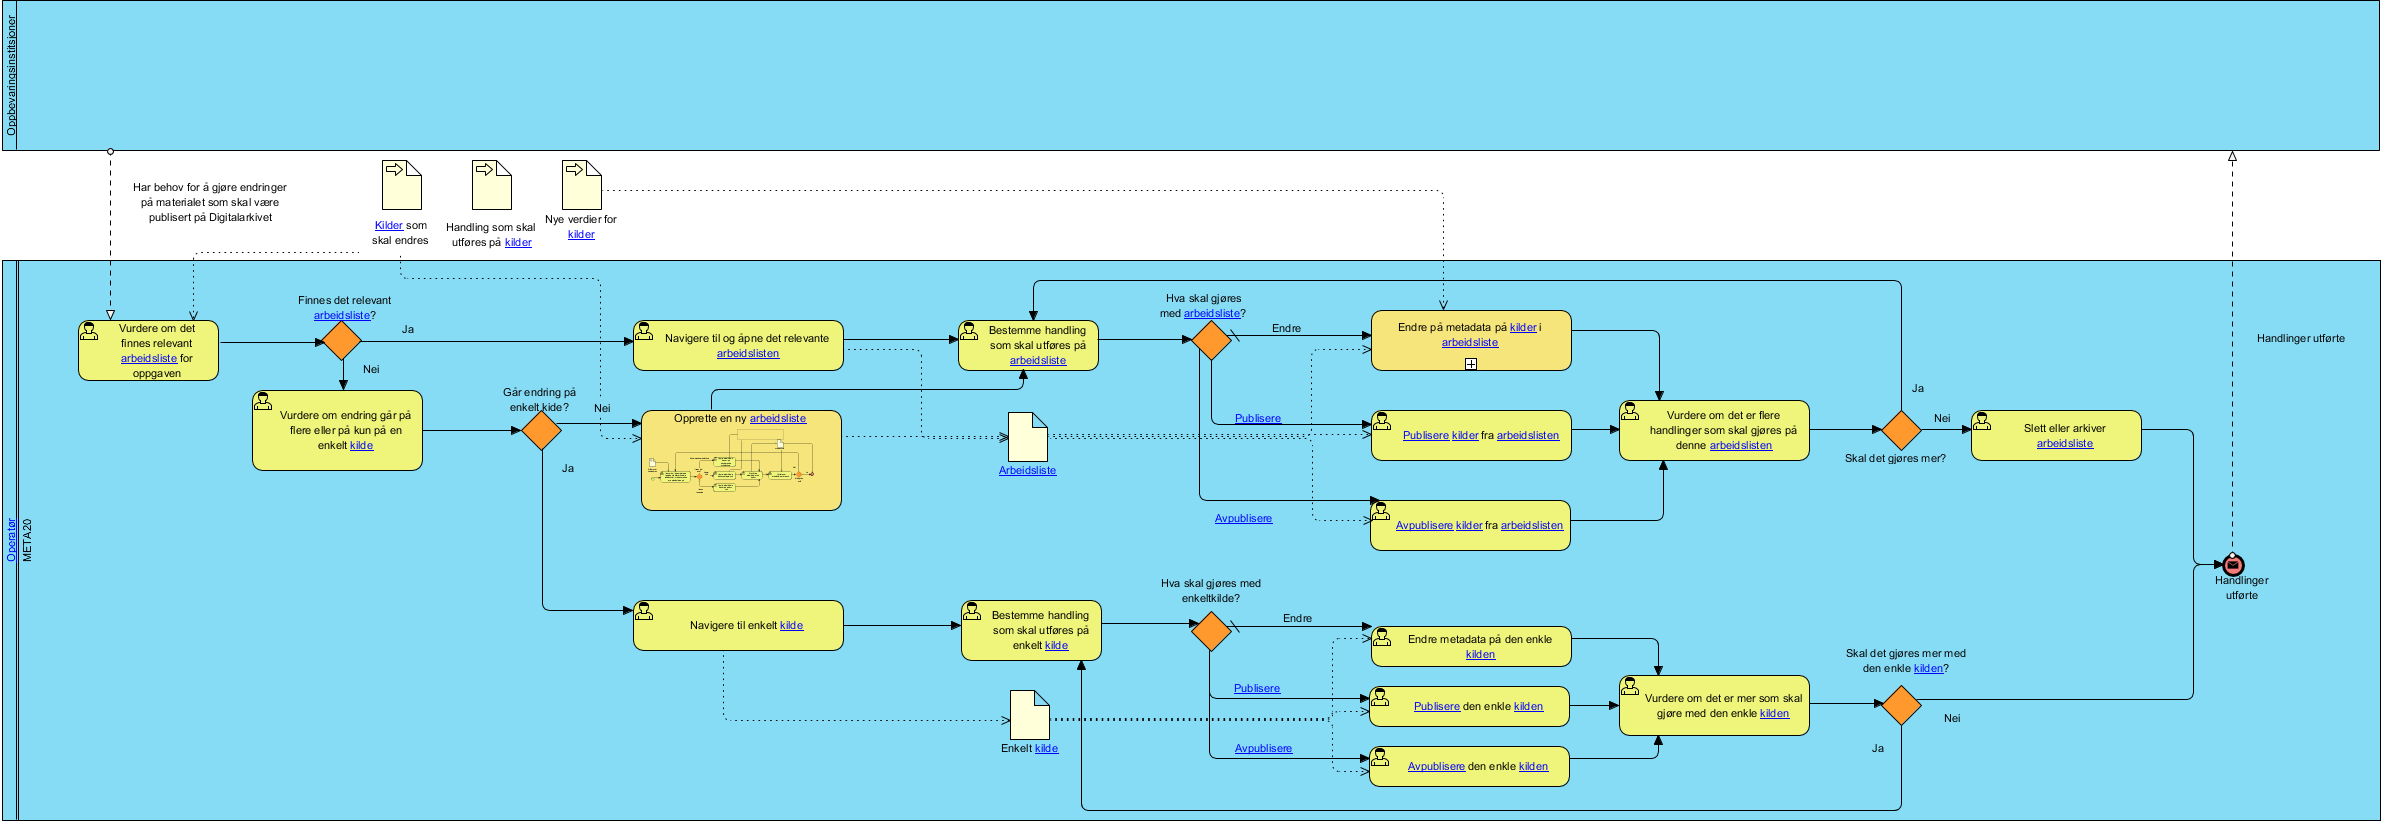 Oppbevaringsinstitsjoner
Har behov for å gjøre endringer
på materialet som skal være
publisert på Digitalarkivet
Kilder som
skal endres
Handling som skal
utføres på kilder
Nye verdier for
kilder
Operatør
META20
Vurdere om det
finnes relevant
arbeidsliste for
oppgaven
Finnes det relevant
arbeidsliste?
Ja
Nei
Vurdere om endring går på
flere eller på kun på en
enkelt kilde
Går endring på
enkelt kide?
Nei
Ja
Navigere til og åpne det relevante
arbeidslisten
Opprette en ny arbeidsliste
Bestemme handling
som skal utføres på
arbeidsliste
Arbeidsliste
Hva skal gjøres
med arbeidsliste?
Endre
Publisere
Avpublisere
Endre på metadata på kilder i
arbeidsliste
Publisere kilder fra arbeidslisten
Avpublisere kilder fra arbeidslisten
Vurdere om det er flere
handlinger som skal gjøres på
denne arbeidslisten
Ja
Nei
Skal det gjøres mer?
Slett eller arkiver
arbeidsliste
Handlinger utførte
Handlinger
utførte
Navigere til enkelt kilde
Bestemme handling
som skal utføres på
enkelt kilde
Enkelt kilde
Hva skal gjøres med
enkeltkilde?
Endre
Publisere
Avpublisere
Endre metadata på den enkle
kilden
Publisere den enkle kilden
Avpublisere den enkle kilden
Vurdere om det er mer som skal
gjøre med den enkle kilden
Skal det gjøres mer med
den enkle kilden?
Nei
Ja